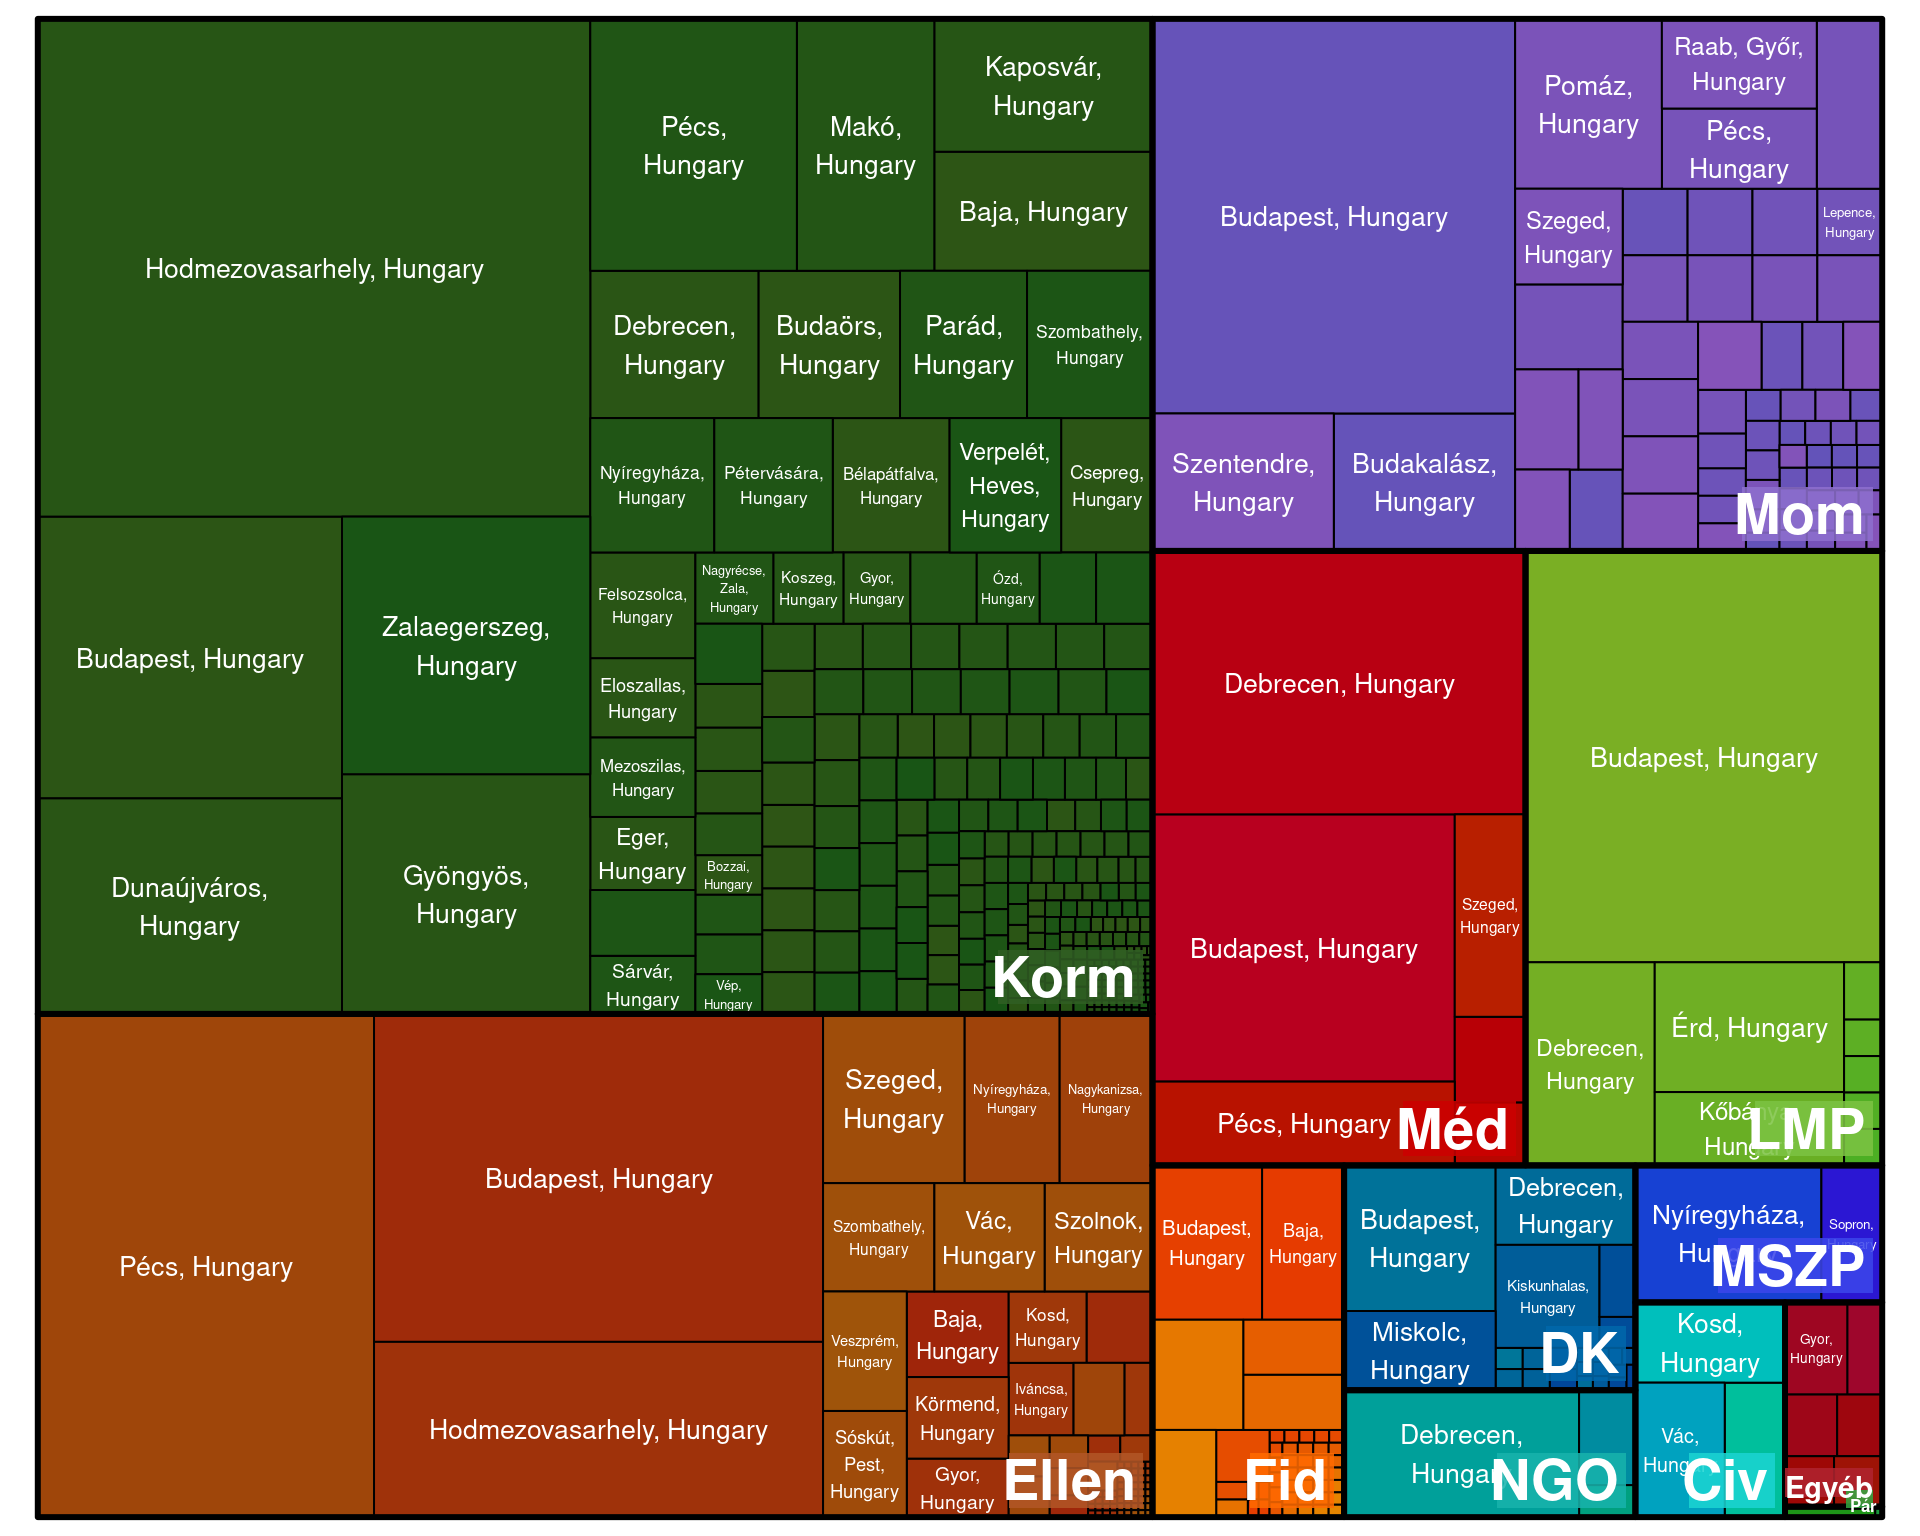 Hodmezovasarhely, Hungary
Budapest, Hungary
Zalaegerszeg,
Hungary
Dunaújváros,
Hungary
Gyöngyös,
Hungary
Pécs,
Hungary
Makó,
Hungary
Kaposvár,
Hungary
Baja, Hungary
Debrecen,
Hungary
Budaörs,
Hungary
Parád,
Hungary
Szombathely,
Hungary
Nyíregyháza,
Hungary
Pétervására,
Hungary
Bélapátfalva,
Hungary
Verpelét,
Heves,
Hungary
Csepreg,
Hungary
Felsozsolca,
Hungary
Nagyrécse,
Zala,
Hungary
Koszeg,
Hungary
Gyor,
Hungary
Ózd,
Hungary
Eloszallas,
Hungary
Mezoszilas,
Hungary
Eger,
Hungary
Bozzai,
Hungary
Sárvár,
Hungary
Vép,
Hungary
Korm
Budapest, Hungary
Pomáz,
Hungary
Raab, Győr,
Hungary
Pécs,
Hungary
Szeged,
Hungary
Lepence,
Hungary
Szentendre,
Hungary
Budakalász,
Hungary
Mom
Debrecen, Hungary
Budapest, Hungary
Szeged,
Hungary
Pécs, Hungary
Méd
Budapest, Hungary
Debrecen,
Hungary
Érd, Hungary
Kőbánya,
Hungary
LMP
Pécs, Hungary
Budapest, Hungary
Hodmezovasarhely, Hungary
Szeged,
Hungary
Nyíregyháza,
Hungary
Nagykanizsa,
Hungary
Szombathely,
Hungary
Vác,
Hungary
Szolnok,
Hungary
Veszprém,
Hungary
Baja,
Hungary
Kosd,
Hungary
Iváncsa,
Hungary
Körmend,
Hungary
Sóskút,
Pest,
Hungary
Gyor,
Hungary
Ellen
Budapest,
Hungary
Baja,
Hungary
Fid
Budapest,
Hungary
Debrecen,
Hungary
Kiskunhalas,
Hungary
Miskolc,
Hungary
DK
Debrecen,
Hungary
NGO
Nyíregyháza,
Hungary
Sopron,
Hungary
MSZP
Kosd,
Hungary
Vác,
Hungary
Civ
Gyor,
Hungary
Egyéb
Pár